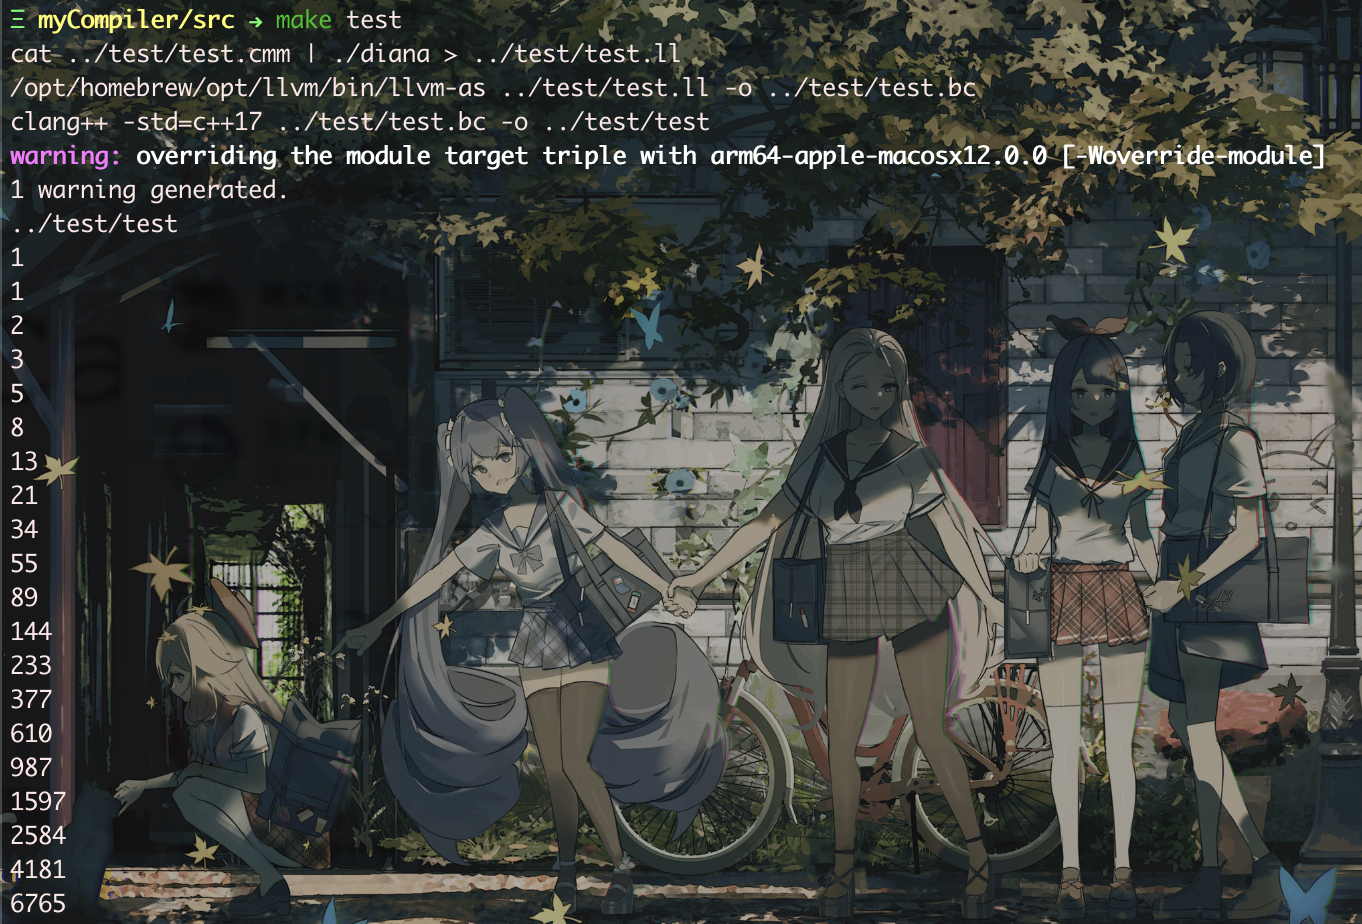 Ξ myCompiler/src → make test
cat ../test/test.cmm | ./diana > ../test/test.ll
/opt/homebrew/opt/llvm/bin/llvm-as ../test/test.ll -o ../test/test.bc
clang++ -std=c++17 ../test/test.bc -o ../test/test
warning: overriding the module target triple with arm64-apple-macosx12.0.0 [-Woverride-module]
1 warning generated.
../test/test
1
1
2
3
5
8
13
21
34
55
89
144
233
377
610
987
1597
2584
4181
6765